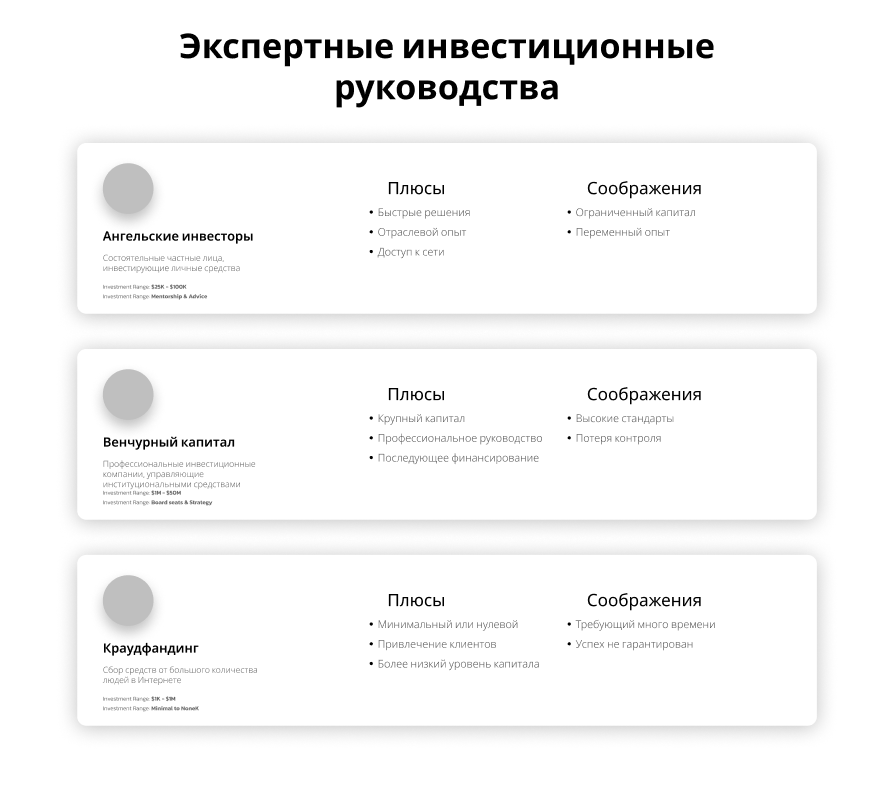 Экспертные инвестиционные
руководства
Ангельские инвесторы
Состоятельные частные лица,
инвестирующие личные средства
Investment Range: $25K – $100K
Investment Range: Mentorship & Advice
Плюсы
• Быстрые решения
• Отраслевой опыт
• Доступ к сети
Соображения
• Ограниченный капитал
• Переменный опыт
Венчурный капитал
Профессиональные инвестиционные
компании, управляющие
институциональными средствами
Investment Range: $1M – $50M
Investment Range: Board seats & Strategy
Плюсы
• Крупный капитал
• Профессиональное руководство
• Последующее финансирование
Соображения
• Высокие стандарты
• Потеря контроля
Краудфандинг
Сбор средств от большого количества
людей в Интернете
Investment Range: $1K – $1M
Investment Range: Minimal to NoneK
Плюсы
• Минимальный или нулевой
• Привлечение клиентов
• Более низкий уровень капитала
Соображения
• Требующий много времени
• Успех не гарантирован